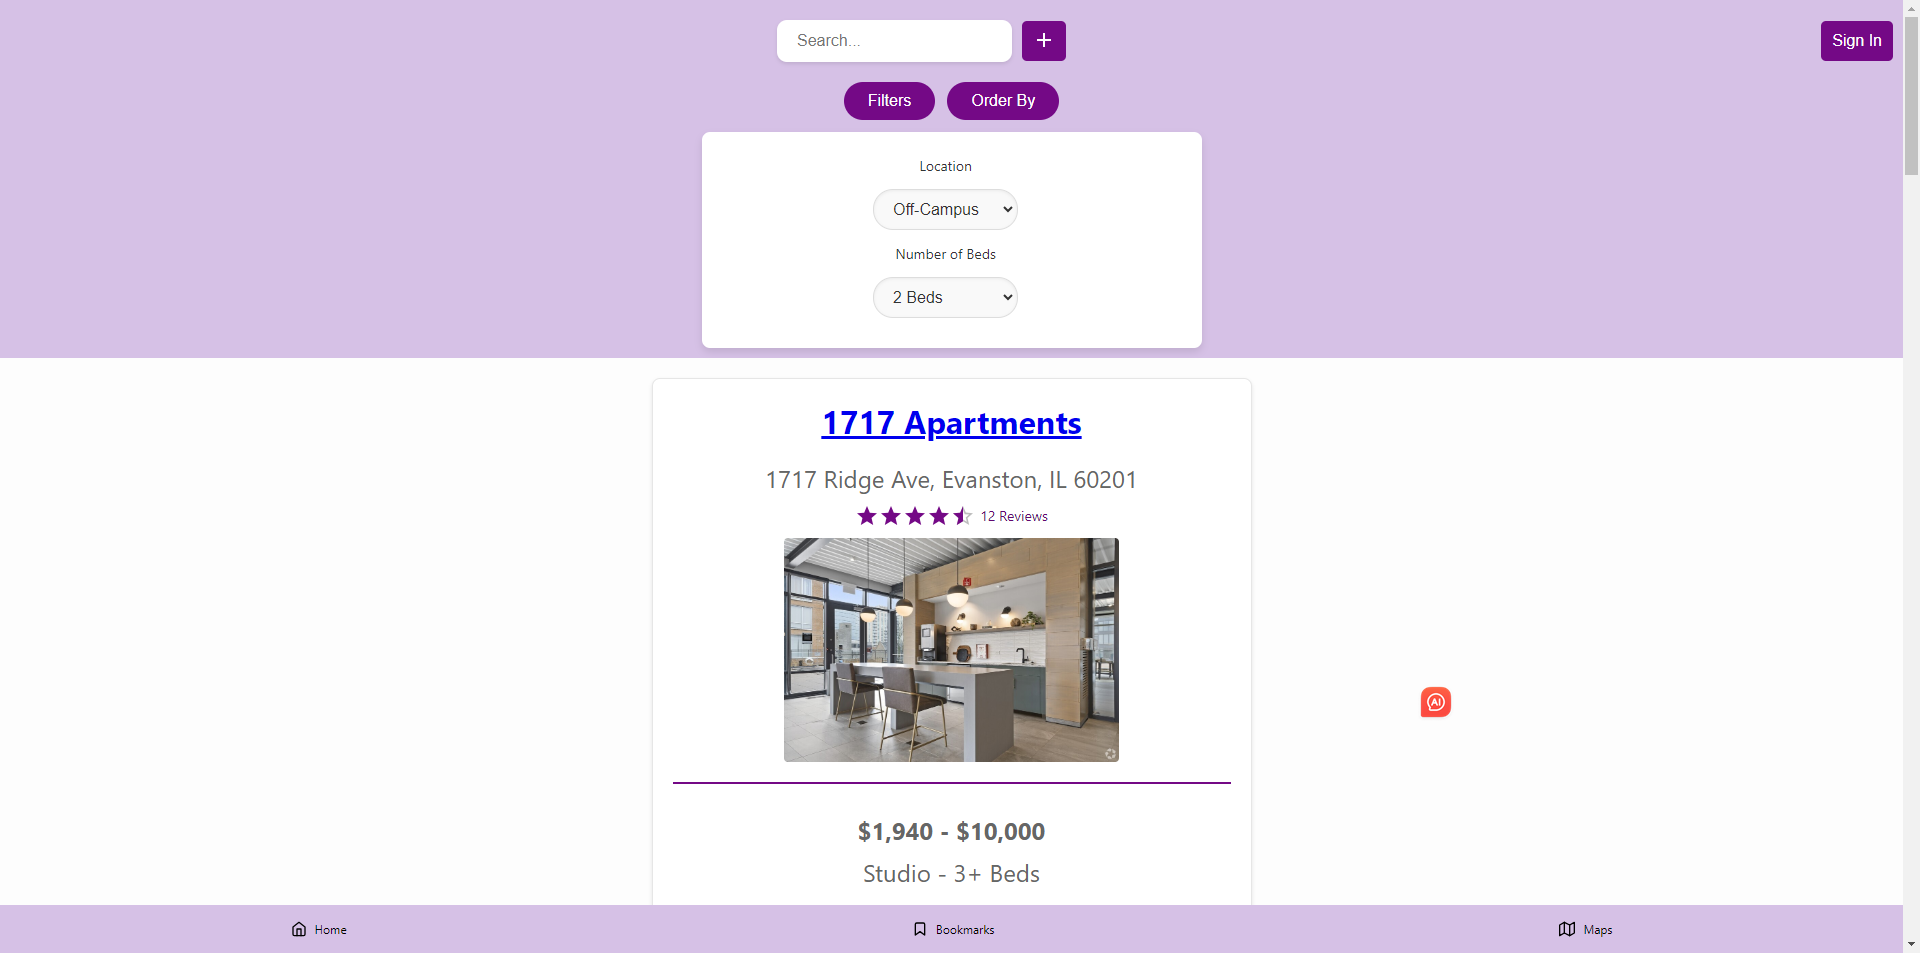 Search...
+
Sign In
Filters
Order By
Location
Off-Campus
Number of Beds
2 Beds
1717 Apartments
1717 Ridge Ave, Evanston, IL 60201
12 Reviews
AI
$1,940 - $10,000
Studio - 3+ Beds
Home
Bookmarks
Maps